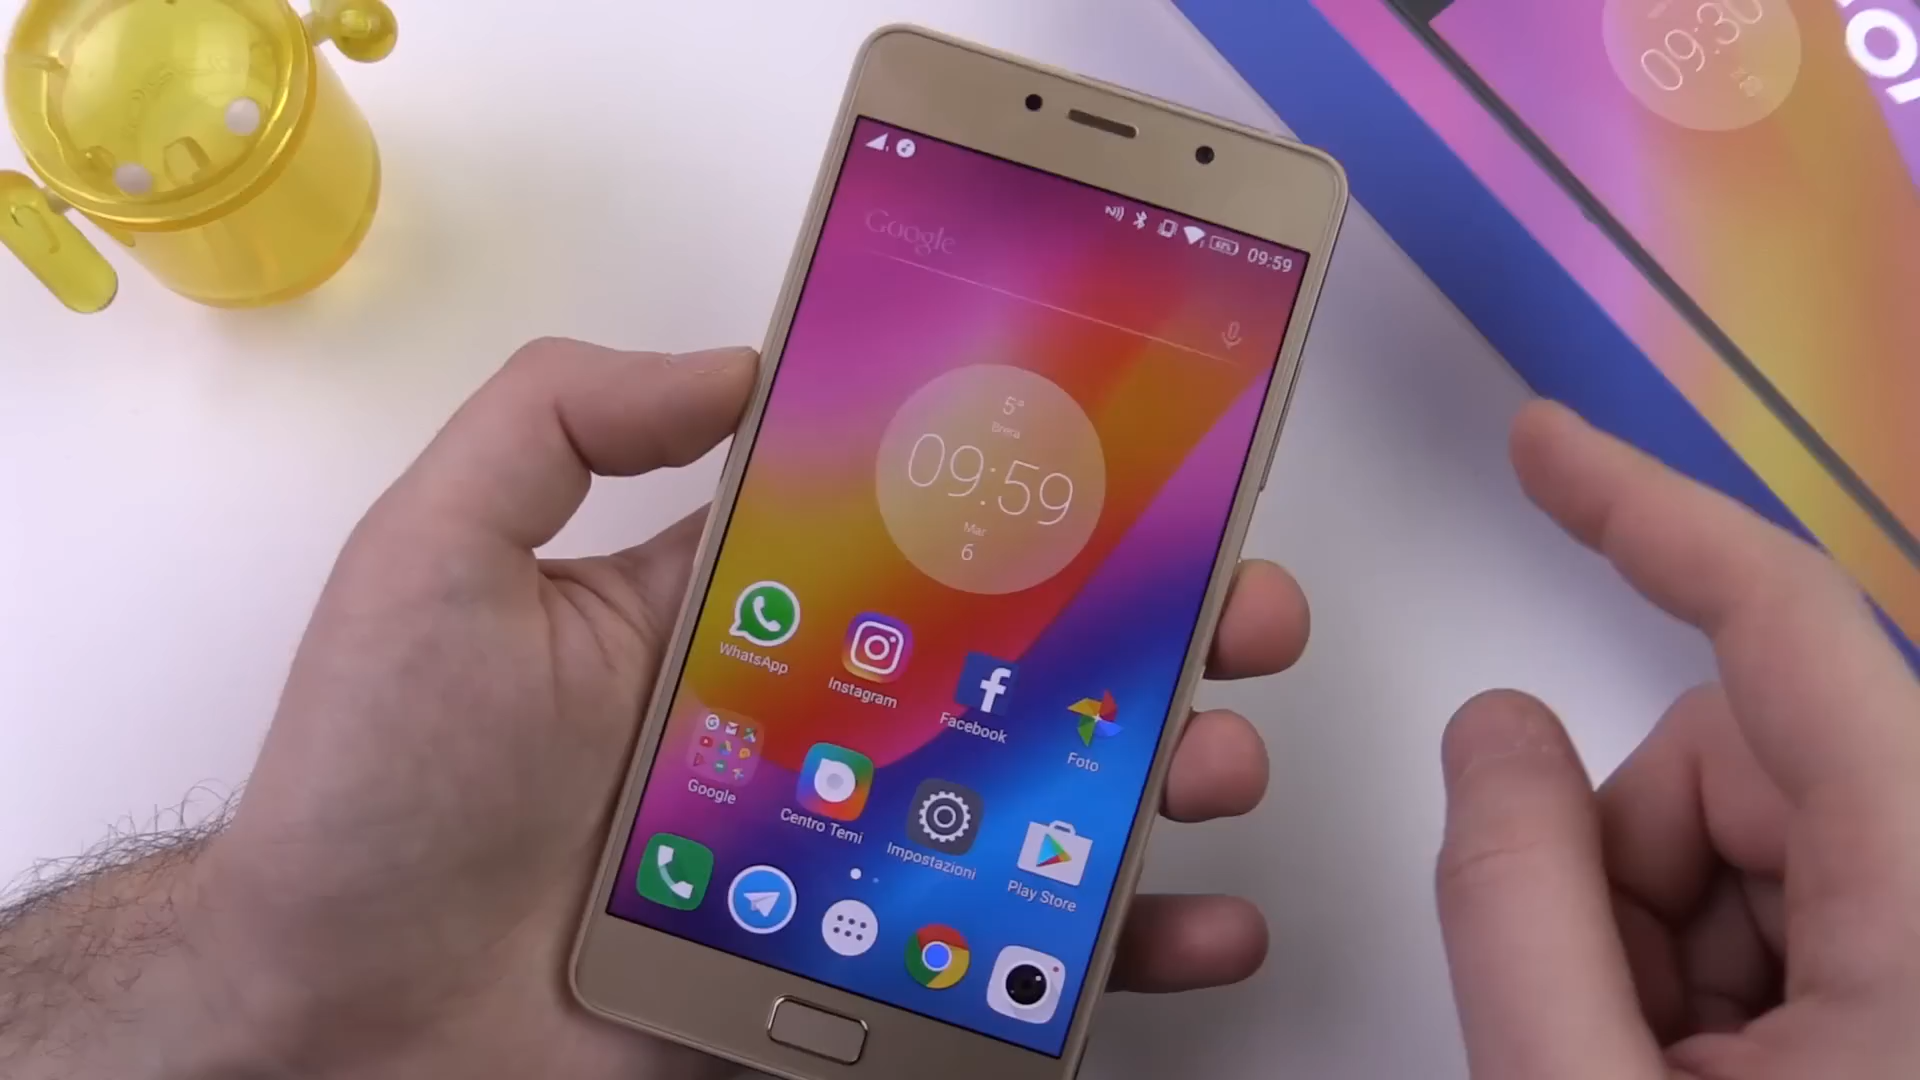 09:59
Google
5°
Brera
09:59
Mar
6
WhatsApp
Instagram
Facebook
Foto
Google
Centro Temi
Impostazioni
Play Store
09:30